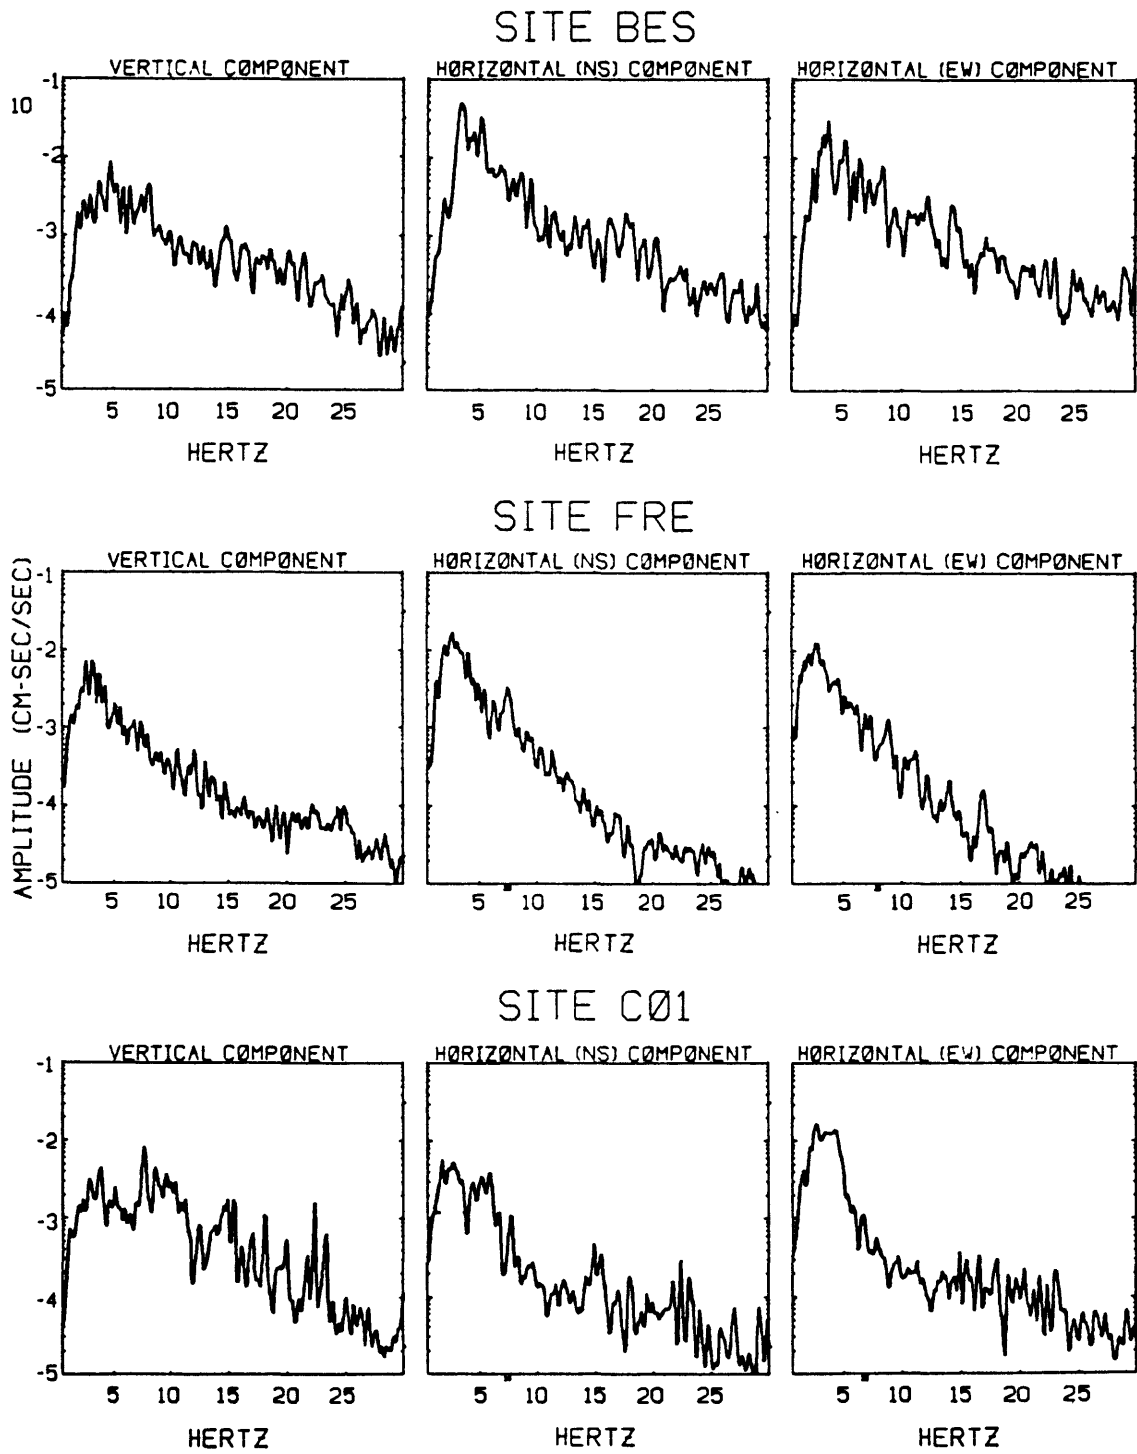 SITE BES
VERTICAL CØMPØNENT HØRIZØNTAL (NS) CØMPØNENT HØRIZØNTAL (EW) CØMPØNENT
-1
10
-2
-3
-4
-5
5 10 15 20 25 5 10 15 20 25 5 10 15 20 25
HERTZ HERTZ HERTZ
SITE FRE
VERTICAL CØMPØNENT HØRIZØNTAL (NS) CØMPØNENT HØRIZØNTAL (EW) CØMPØNENT
AMPLITUDE (CM-SEC/SEC)
-1
-2
-3
-4
-5
5 10 15 20 25 5 10 15 20 25 5 10 15 20 25
HERTZ HERTZ HERTZ
SITE CØ1
VERTICAL CØMPØNENT HØRIZØNTAL (NS) CØMPØNENT HØRIZØNTAL (EW) CØMPØNENT
-1
-2
-3
-4
-5
5 10 15 20 25 5 10 15 20 25 5 10 15 20 25
HERTZ HERTZ HERTZ